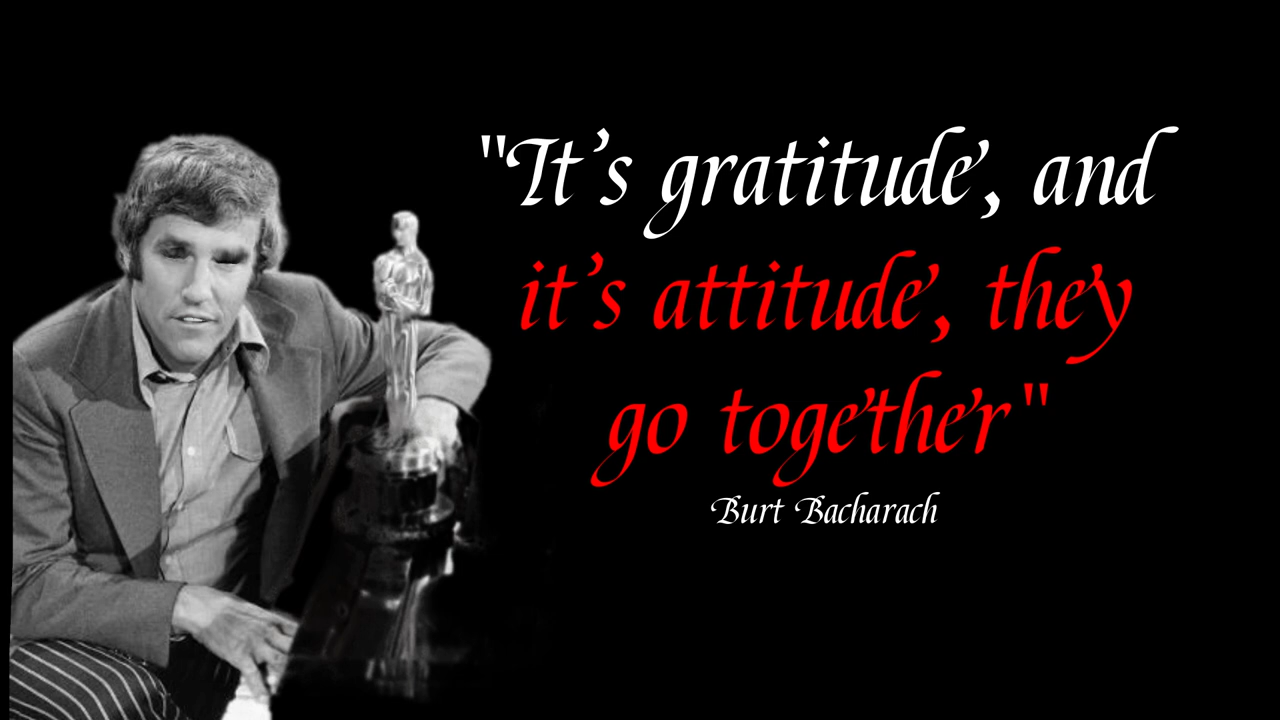 "It's gratitude, and
it's attitude, they
go together"
Burt Bacharach